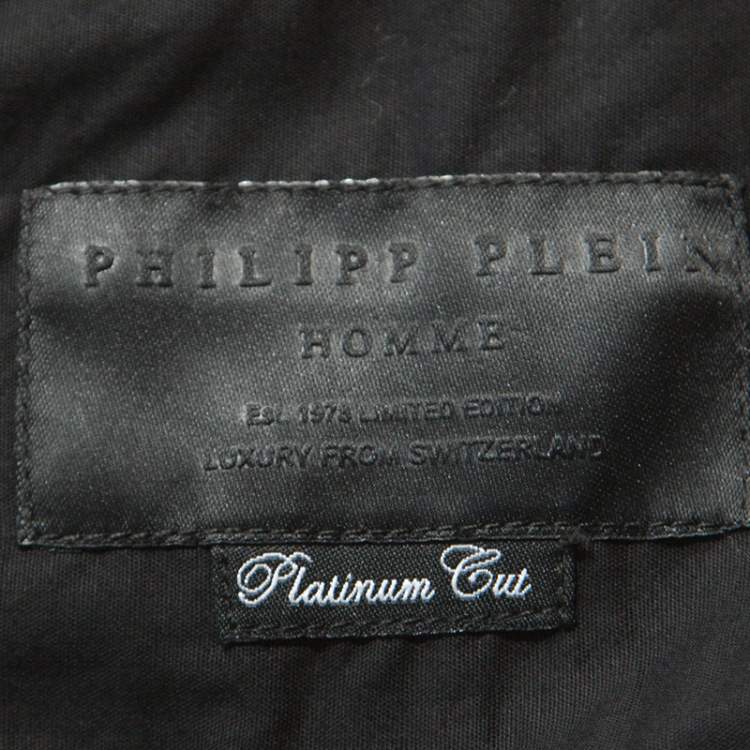 PHILIPP PLEIN
HOMME
EST. 1978 LIMITED EDITION
LUXURY FROM SWITZERLAND
Platinum Cut